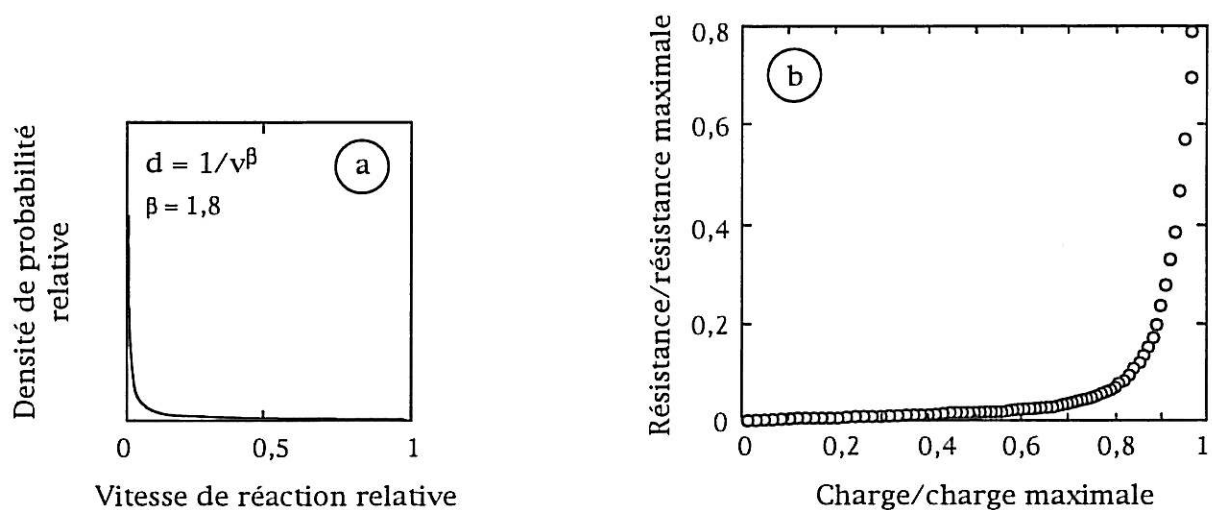 Densité de probabilité
relative
d = 1/vᵝ
β = 1,8
a
0
0,5
1
Vitesse de réaction relative
Résistance/résistance maximale
0,8
0,6
0,4
0,2
0
b
0
0,2
0,4
0,6
0,8
1
Charge/charge maximale